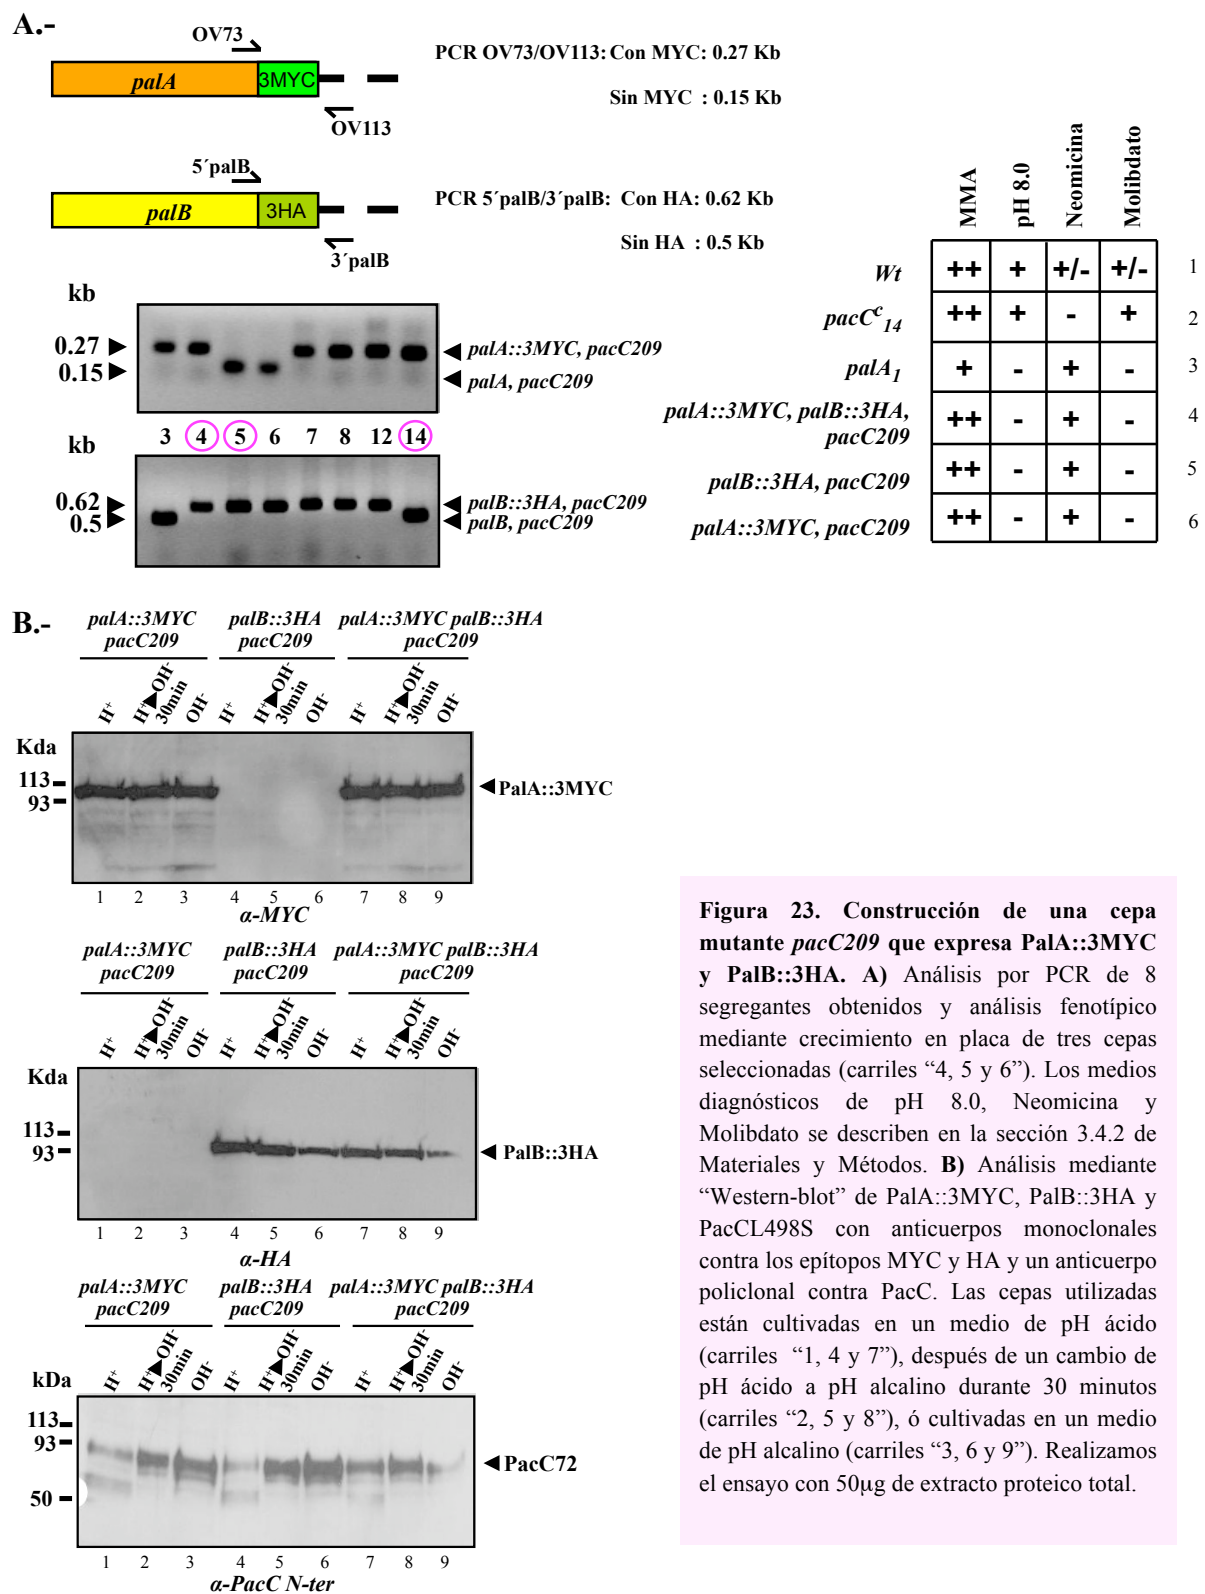 A.-
OV73
palA
3MYC
OV113
PCR OV73/OV113: Con MYC: 0.27 Kb
Sin MYC : 0.15 Kb
5´palB
palB
3HA
3´palB
PCR 5´palB/3´palB: Con HA: 0.62 Kb
Sin HA : 0.5 Kb
kb
0.27
0.15
palA::3MYC, pacC209
palA, pacC209
3 4 5 6 7 8 12 14
kb
0.62
0.5
palB::3HA, pacC209
palB, pacC209
MMA pH 8.0 Neomicina Molibdato
Wt ++ + +/- +/- 1
pacCᶜ₁₄ ++ + - + 2
palA₁ + - + - 3
palA::3MYC, palB::3HA,
pacC209 ++ - + - 4
palB::3HA, pacC209 ++ - + - 5
palA::3MYC, pacC209 ++ - + - 6
B.-
palA::3MYC palB::3HA palA::3MYC palB::3HA
pacC209 pacC209 pacC209
H⁺ H⁺ OH⁻ 30min OH⁻ H⁺ H⁺ OH⁻ 30min OH⁻ H⁺ H⁺ OH⁻ 30min OH⁻
Kda
113
93
PalA::3MYC
1 2 3 4 5 6 7 8 9
α-MYC
palA::3MYC palB::3HA palA::3MYC palB::3HA
pacC209 pacC209 pacC209
H⁺ H⁺ OH⁻ 30min OH⁻ H⁺ H⁺ OH⁻ 30min OH⁻ H⁺ H⁺ OH⁻ 30min OH⁻
Kda
113
93
PalB::3HA
1 2 3 4 5 6 7 8 9
α-HA
palA::3MYC palB::3HA palA::3MYC palB::3HA
pacC209 pacC209 pacC209
H⁺ H⁺ OH⁻ 30min OH⁻ H⁺ H⁺ OH⁻ 30min OH⁻ H⁺ H⁺ OH⁻ 30min OH⁻
kDa
113
93
50
PacC72
1 2 3 4 5 6 7 8 9
α-PacC N-ter
Figura 23. Construcción de una cepa
mutante pacC209 que expresa PalA::3MYC
y PalB::3HA. A) Análisis por PCR de 8
segregantes obtenidos y análisis fenotípico
mediante crecimiento en placa de tres cepas
seleccionadas (carriles “4, 5 y 6”). Los medios
diagnósticos de pH 8.0, Neomicina y
Molibdato se describen en la sección 3.4.2 de
Materiales y Métodos. B) Análisis mediante
“Western-blot” de PalA::3MYC, PalB::3HA y
PacCL498S con anticuerpos monoclonales
contra los epítopos MYC y HA y un anticuerpo
policlonal contra PacC. Las cepas utilizadas
están cultivadas en un medio de pH ácido
(carriles “1, 4 y 7”), después de un cambio de
pH ácido a pH alcalino durante 30 minutos
(carriles “2, 5 y 8”), ó cultivadas en un medio
de pH alcalino (carriles “3, 6 y 9”). Realizamos
el ensayo con 50µg de extracto proteico total.